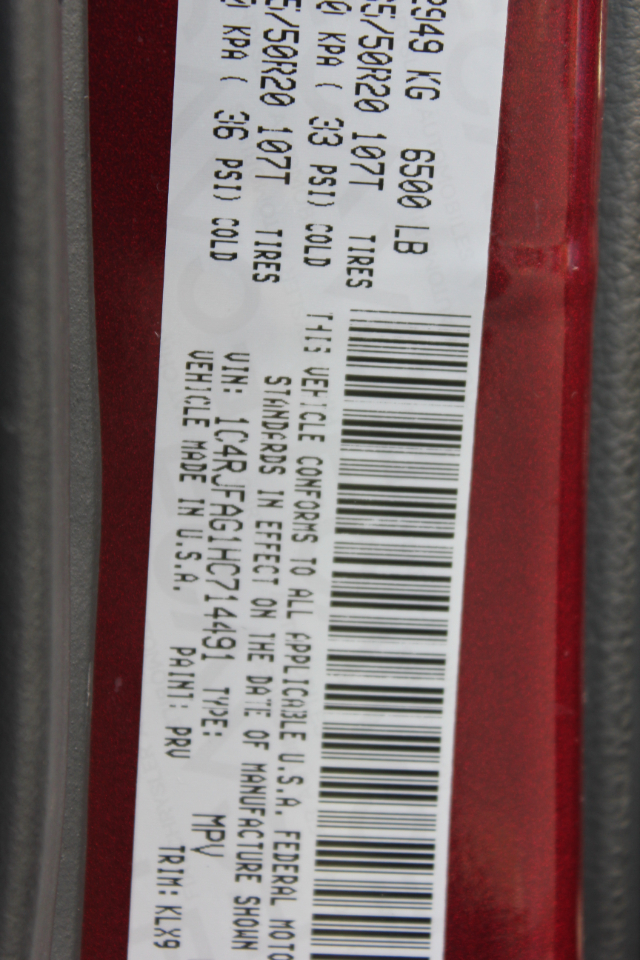 2949 KG 6500 LB
5/50R20 107T TIRES
KPA ( 33 PSI) COLD
5/50R20 107T TIRES
KPA ( 36 PSI) COLD
THIS VEHICLE CONFORMS TO ALL APPLICABLE U.S.A. FEDERAL MOTO
STANDARDS IN EFFECT ON THE DATE OF MANUFACTURE SHOWN
VIN: 1C4RJFAG1HC714491 TYPE: MPV
VEHICLE MADE IN U.S.A. PAINT: PRV TRIM: KLX9